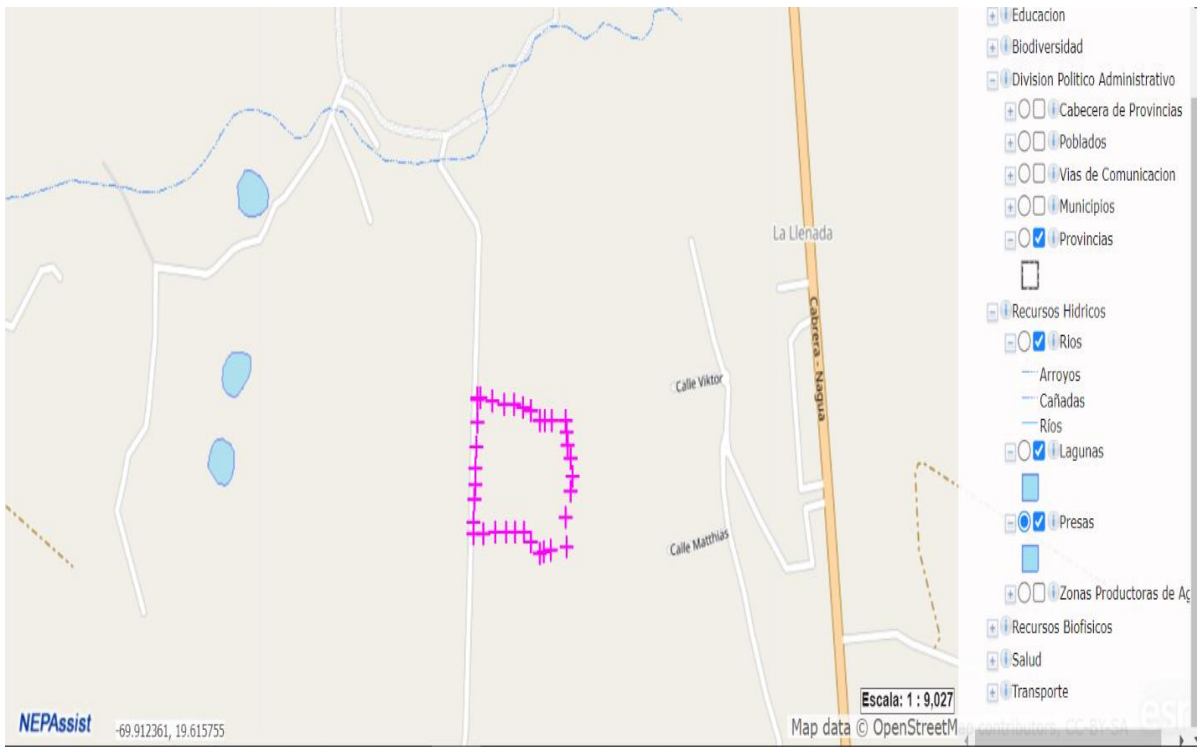 La Llenada
Cabrera - Nagua
Calle Viktor
Calle Matthias
Escala: 1 : 9,027
NEPAssist
-69.912361, 19.615755
Map data © OpenStreetMap contributors, CC-BY-SA
esri
Educacion
Biodiversidad
Division Politico Administrativo
Cabecera de Provincias
Poblados
Vias de Comunicacion
Municipios
Provincias
Recursos Hidricos
Rios
Arroyos
Cañadas
Ríos
Lagunas
Presas
Zonas Productoras de Ag
Recursos Biofisicos
Salud
Transporte